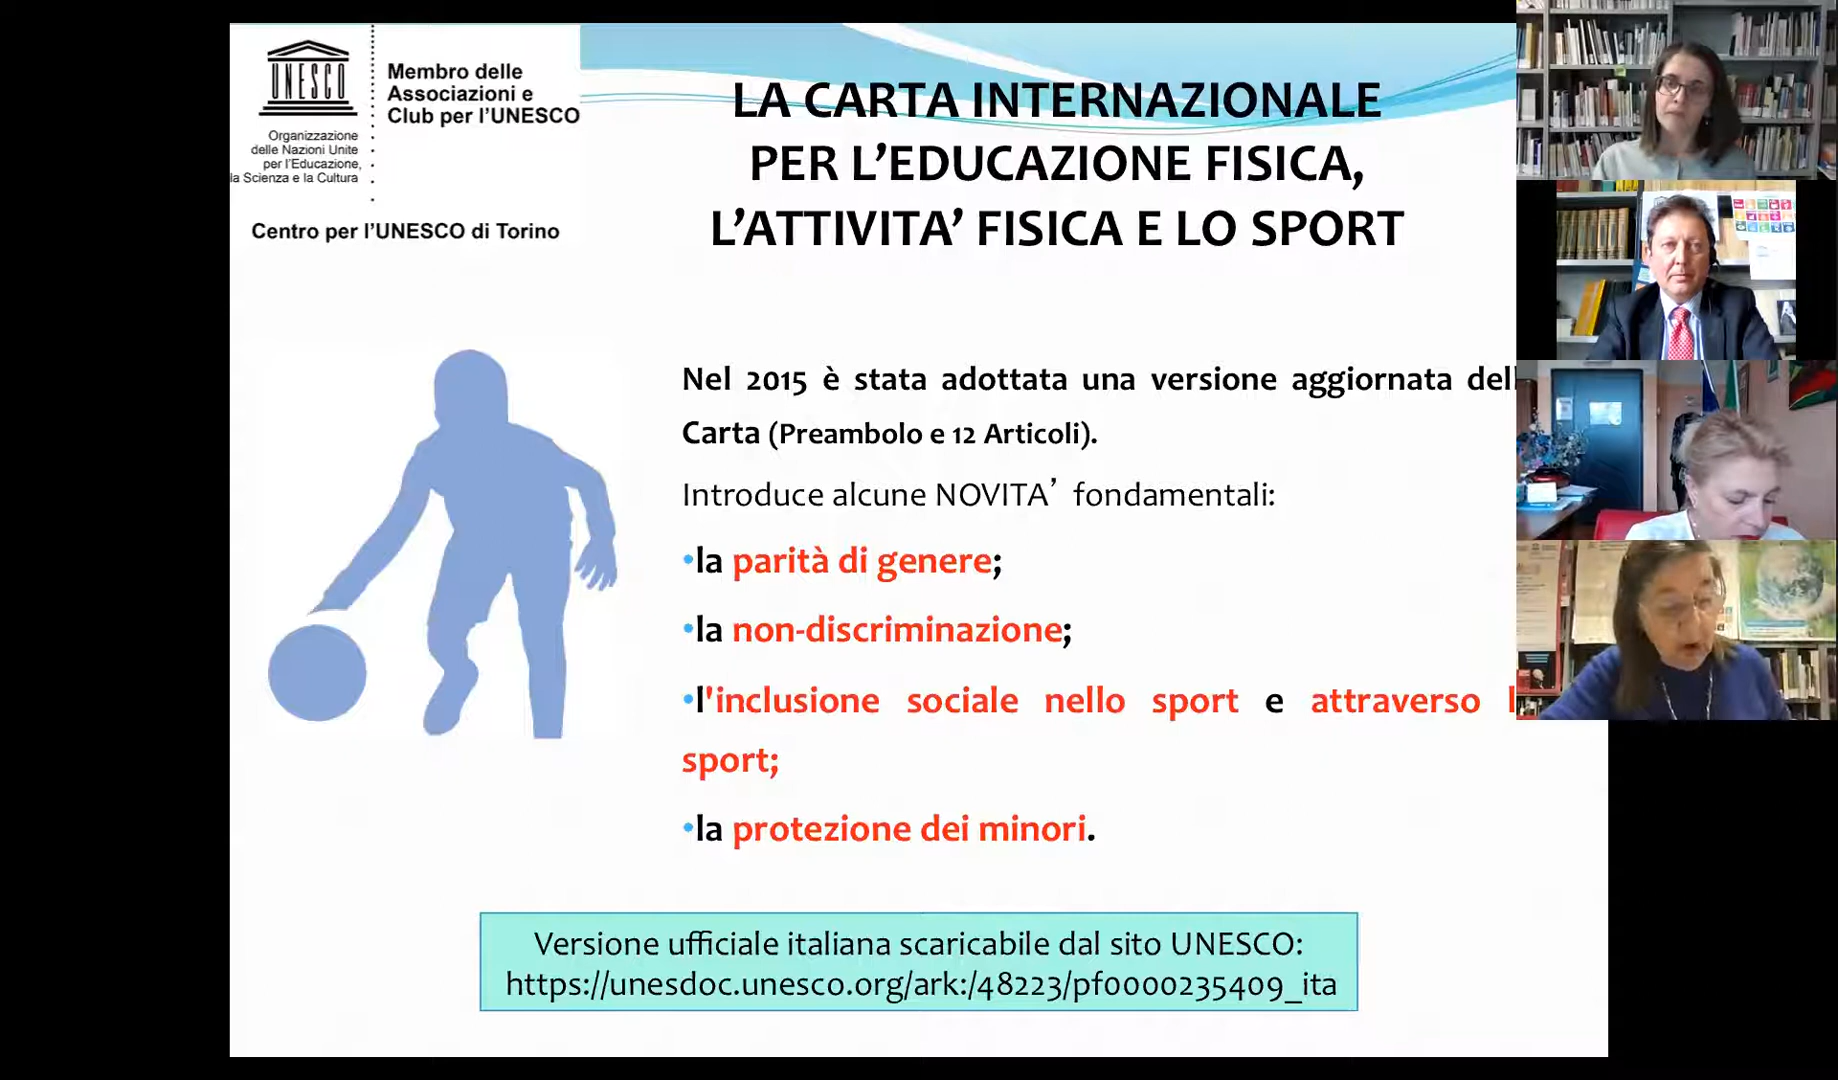 UNESCO
Membro delle
Associazioni e
Club per l'UNESCO
Organizzazione
delle Nazioni Unite
per l'Educazione,
la Scienza e la Cultura
Centro per l'UNESCO di Torino
LA CARTA INTERNAZIONALE
PER L'EDUCAZIONE FISICA,
L'ATTIVITA' FISICA E LO SPORT
Nel 2015 è stata adottata una versione aggiornata
Carta (Preambolo e 12 Articoli).
Introduce alcune NOVITA' fondamentali:
•la parità di genere;
•la non-discriminazione;
•l'inclusione sociale nello sport e attraverso
sport;
•la protezione dei minori.
Versione ufficiale italiana scaricabile dal sito UNESCO:
https://unesdoc.unesco.org/ark:/48223/pf0000235409_ita